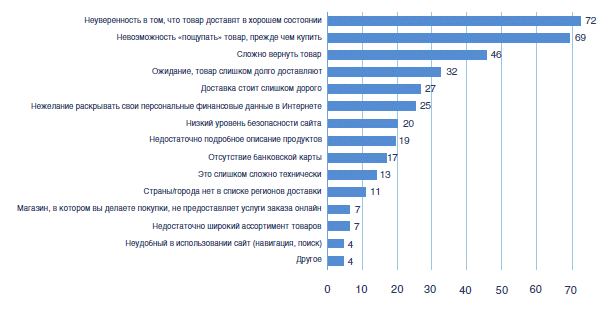 Неуверенность в том, что товар доставят в хорошем состоянии 72
Невозможность «пощупать» товар, прежде чем купить 69
Сложно вернуть товар 46
Ожидание, товар слишком долго доставляют 32
Доставка стоит слишком дорого 27
Нежелание раскрывать свои персональные финансовые данные в Интернете 25
Низкий уровень безопасности сайта 20
Недостаточно подробное описание продуктов 19
Отсутствие банковской карты 17
Это слишком сложно технически 13
Страны/города нет в списке регионов доставки 11
Магазин, в котором вы делаете покупки, не предоставляет услуги заказа онлайн 7
Недостаточно широкий ассортимент товаров 7
Неудобный в использовании сайт (навигация, поиск) 4
Другое 4
0 10 20 30 40 50 60 70